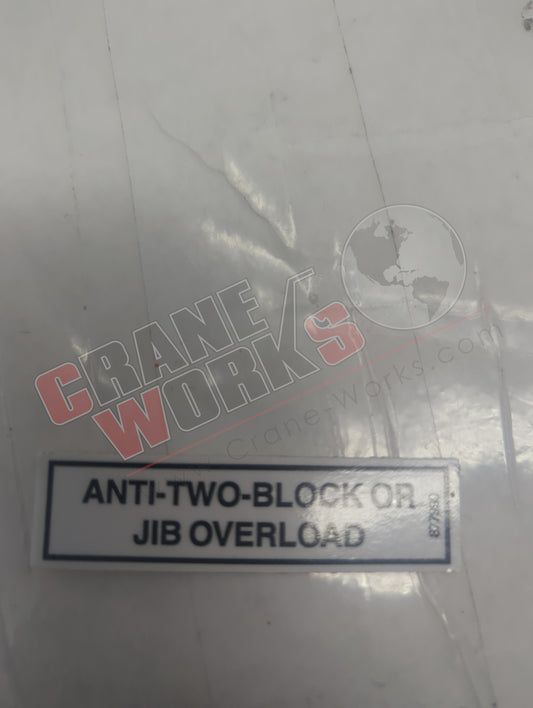 CRANE
WORKS
Crane-Works.com
ANTI-TWO-BLOCK OR
JIB OVERLOAD